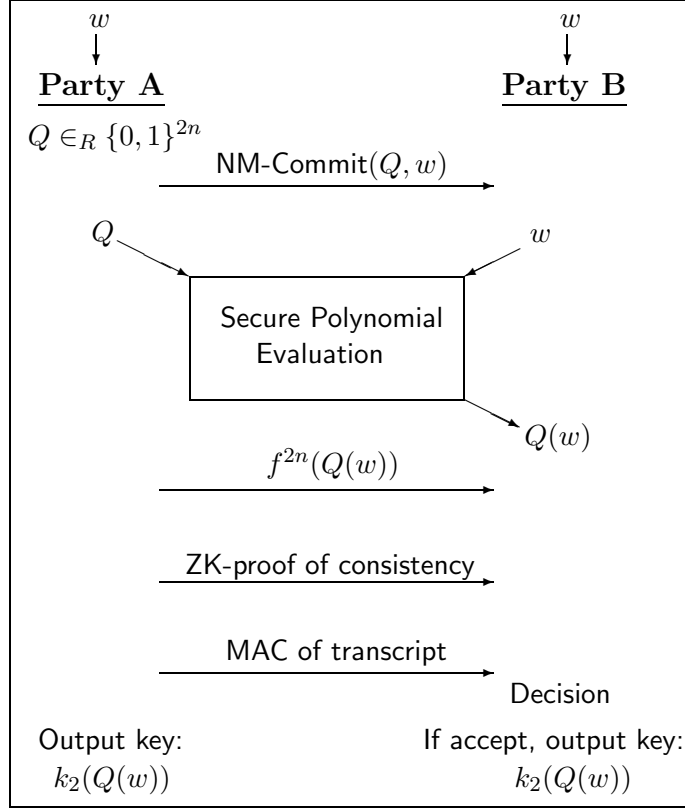 w w
Party A Party B
Q ∈_R {0, 1}^{2n}
NM-Commit(Q, w)
Q w
Secure Polynomial
Evaluation
Q(w)
f^{2n}(Q(w))
ZK-proof of consistency
MAC of transcript
Decision
Output key: If accept, output key:
k_2(Q(w)) k_2(Q(w))